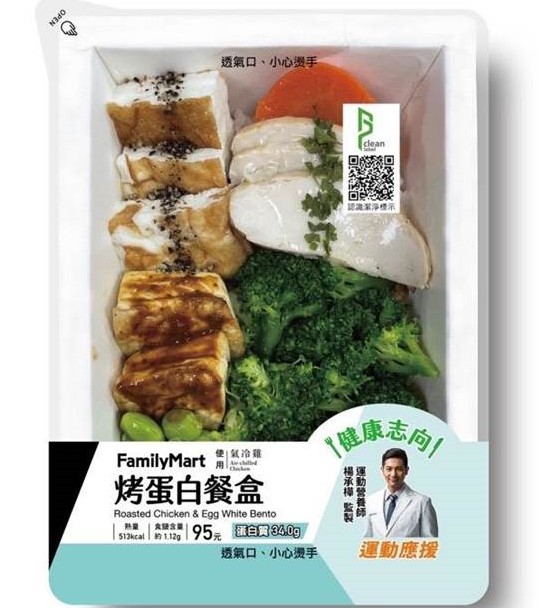 OPEN
透氣口、小心燙手
clean
label
認識潔淨標示
健康志向
FamilyMart
使用
氣冷雞
Air-chilled
Chicken
烤蛋白餐盒
Roasted Chicken & Egg White Bento
熱量
513kcal
食鹽含量
約 1.12g
95元
蛋白質 34.0g
運動營養師
楊承樺 監製
運動應援
透氣口、小心燙手